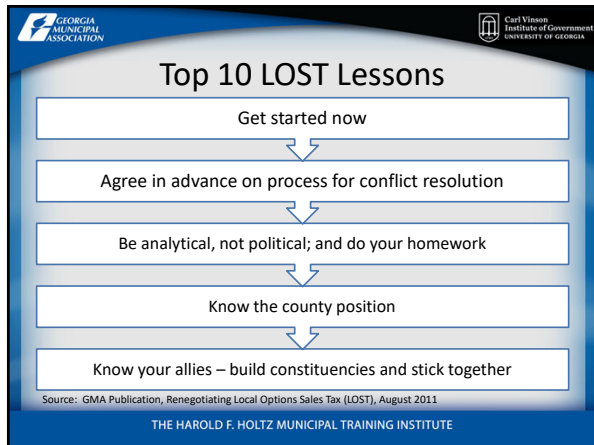 GEORGIA
MUNICIPAL
ASSOCIATION
Carl Vinson
Institute of Government
UNIVERSITY OF GEORGIA
Top 10 LOST Lessons
Get started now
Agree in advance on process for conflict resolution
Be analytical, not political; and do your homework
Know the county position
Know your allies – build constituencies and stick together
Source: GMA Publication, Renegotiating Local Options Sales Tax (LOST), August 2011
THE HAROLD F. HOLTZ MUNICIPAL TRAINING INSTITUTE